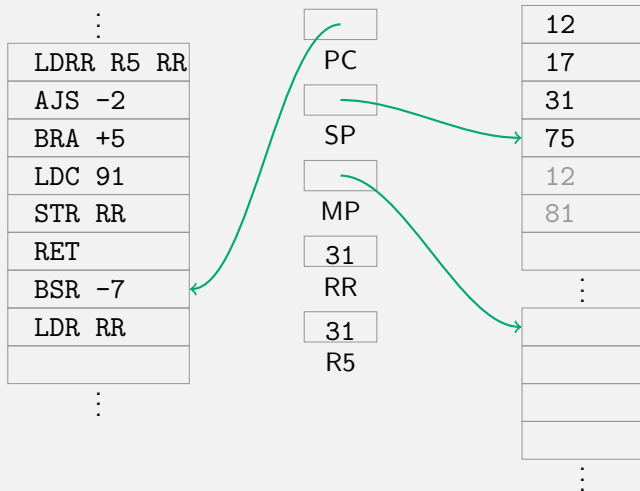 ⋮
LDRR R5 RR
AJS -2
BRA +5
LDC 91
STR RR
RET
BSR -7
LDR RR
⋮
PC
SP
MP
31
RR
31
R5
12
17
31
75
12
81
⋮
⋮